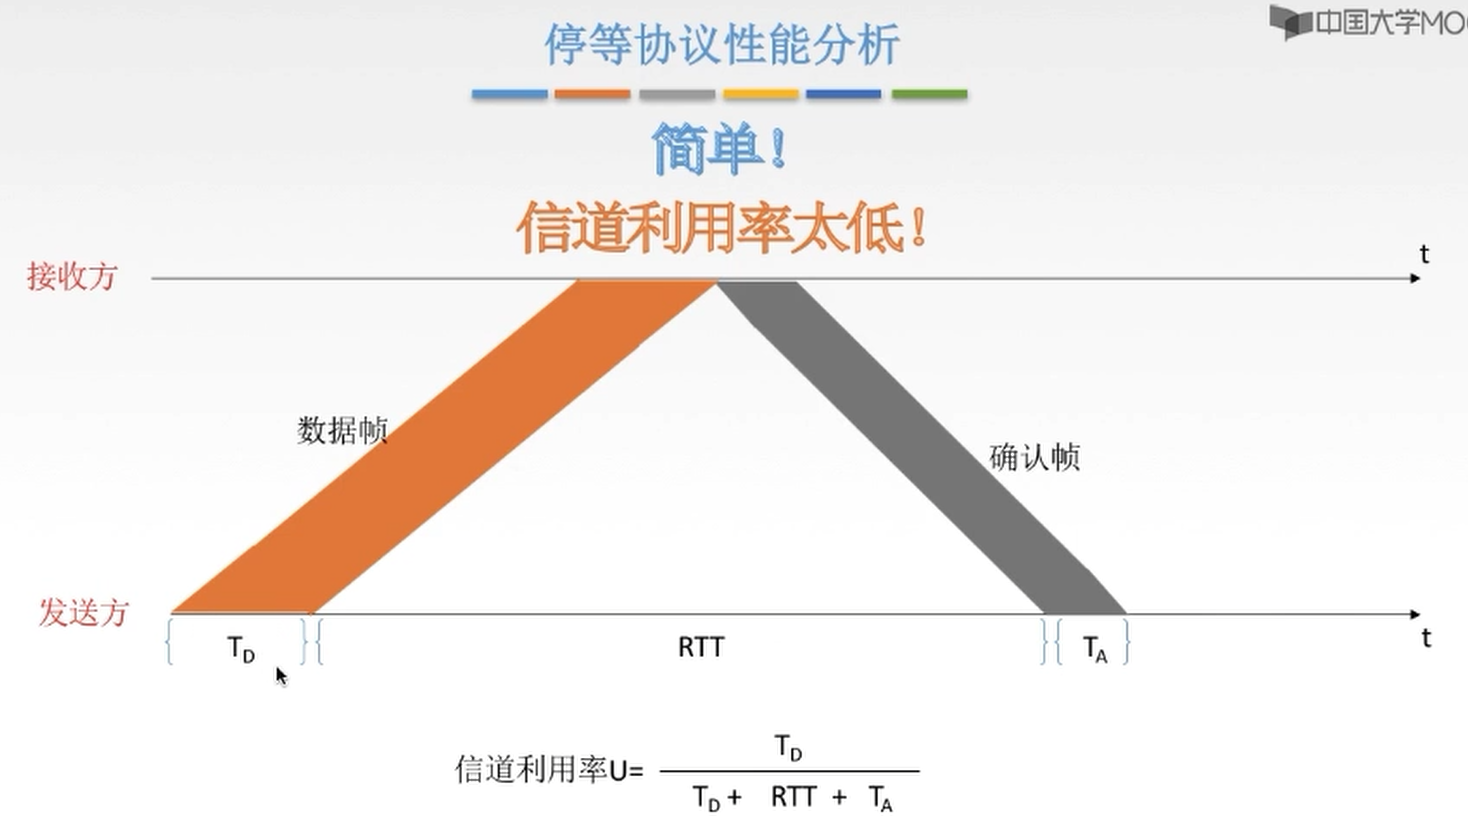 中国大学MO
停等协议性能分析
简单！
信道利用率太低！
t
接收方
数据帧
确认帧
发送方
t
T_D RTT T_A
信道利用率U= T_D
T_D + RTT + T_A